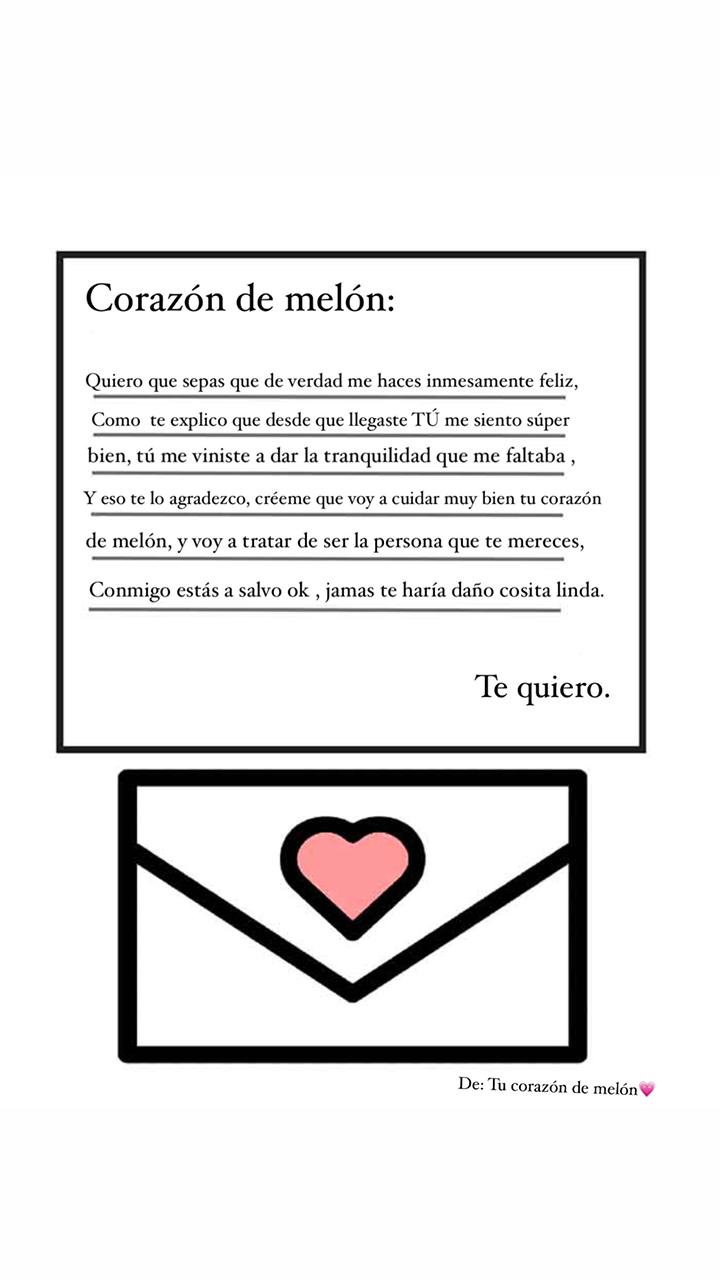 Corazón de melón:
Quiero que sepas que de verdad me haces inmesamente feliz,
Como te explico que desde que llegaste TÚ me siento súper
bien, tú me viniste a dar la tranquilidad que me faltaba ,
Y eso te lo agradezco, créeme que voy a cuidar muy bien tu corazón
de melón, y voy a tratar de ser la persona que te mereces,
Conmigo estás a salvo ok , jamas te haría daño cosita linda.
Te quiero.
De: Tu corazón de melón💗